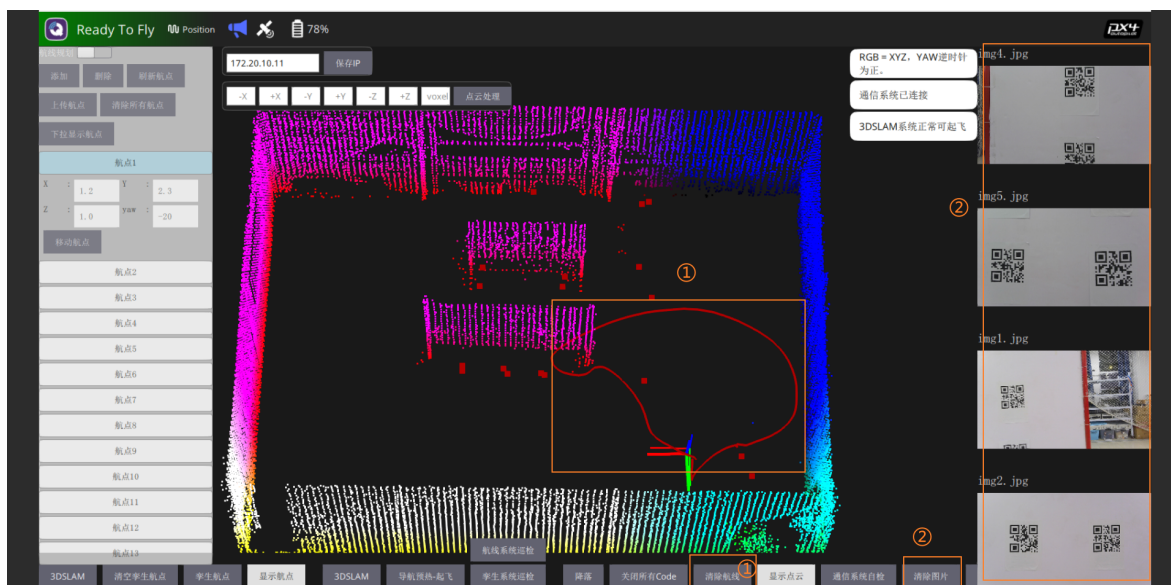 Ready To Fly
Position
78%
PX4
autopilot
航线规划
添加
删除
刷新航点
上传航点
清除所有航点
下拉显示航点
航点1
X : 1.2 Y : 2.3
Z : 1.0 yaw : -20
移动航点
航点2
航点3
航点4
航点5
航点6
航点7
航点8
航点9
航点10
航点11
航点12
航点13
172.20.10.11
保存IP
-X
+X
-Y
+Y
-Z
+Z
voxel
点云处理
RGB = XYZ，YAW逆时针
为正。
通信系统已连接
3DSLAM系统正常可起飞
①
②
img4.jpg
img5.jpg
img1.jpg
img2.jpg
航线系统巡检
②
3DSLAM
清空孪生航点
孪生航点
显示航点
3DSLAM
导航预热-起飞
孪生系统巡检
降落
关闭所有Code
清除航线
①
显示点云
通信系统自检
清除图片